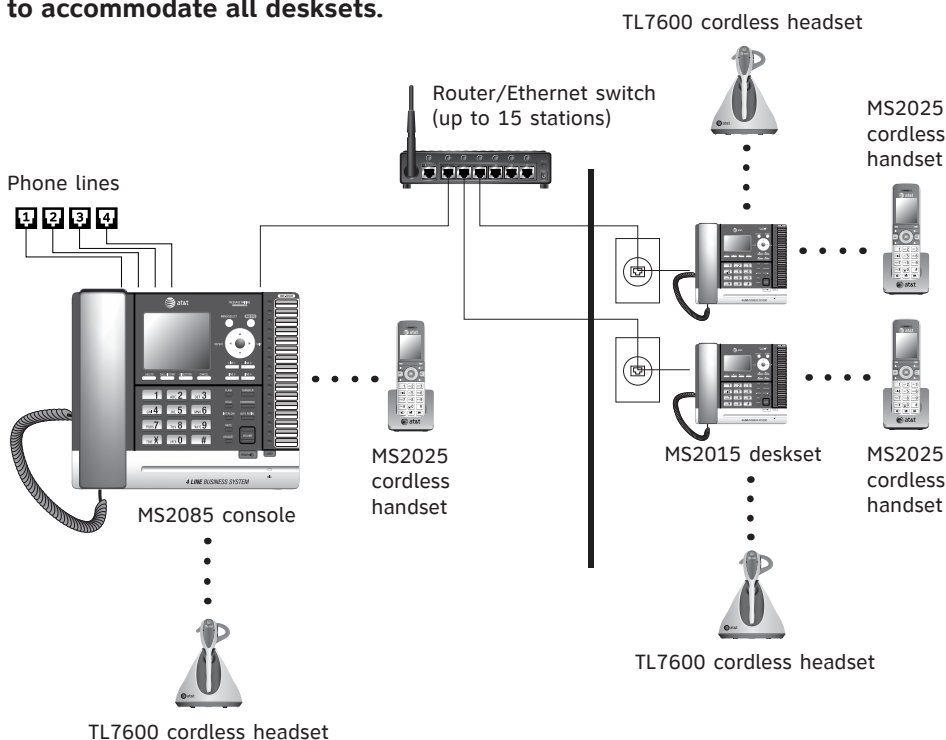 to accommodate all desksets.
TL7600 cordless headset
Router/Ethernet switch
(up to 15 stations)
MS2025
cordless
handset
Phone lines
1 2 3 4
at&t
MS2025
cordless
handset
MS2015 deskset
MS2025
cordless
handset
4 LINE BUSINESS SYSTEM
MS2085 console
TL7600 cordless headset
TL7600 cordless headset